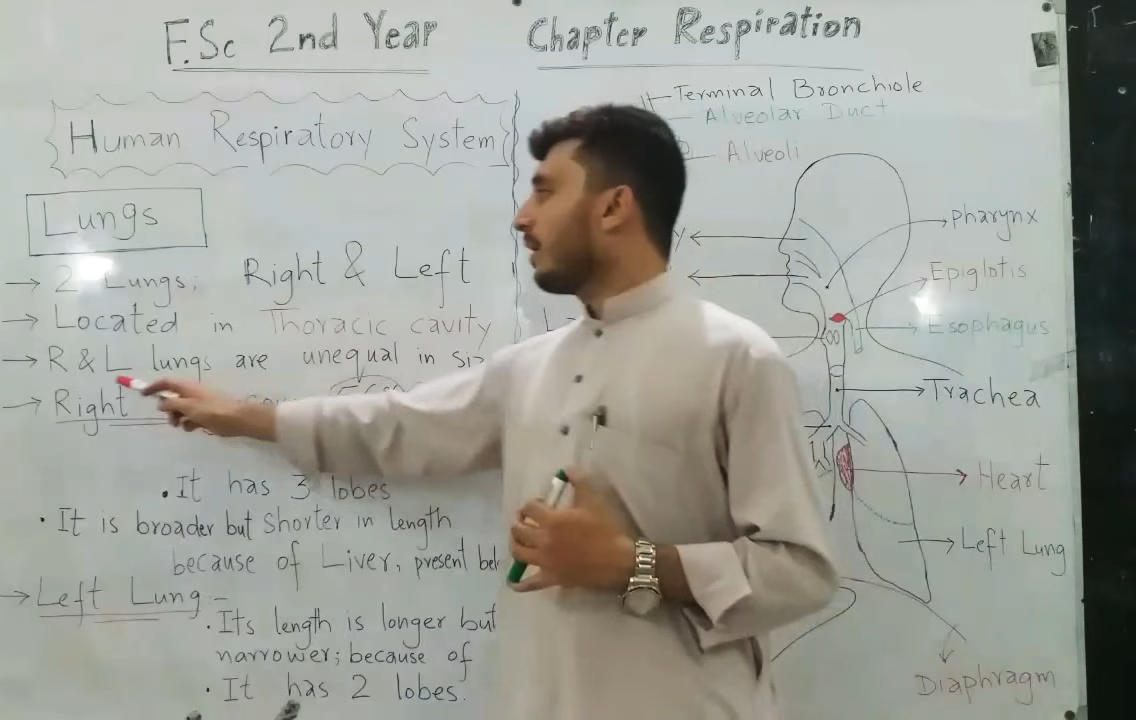 F.Sc 2nd Year
Chapter Respiration
Human Respiratory System
Lungs
→ 2 Lungs; Right & Left
→ Located in Thoracic cavity
→ R & L lungs are unequal in
→ Right
. It has 3 lobes
. It is broader but shorter in length
because of Liver, present
→ Left Lung:-
. Its length is longer but
narrower; because of
. It has 2 lobes.
Terminal Bronchiole
Alveolar Duct
Alveoli
Pharynx
Epiglotis
Esophagus
Trachea
Heart
Left Lung
Diaphragm